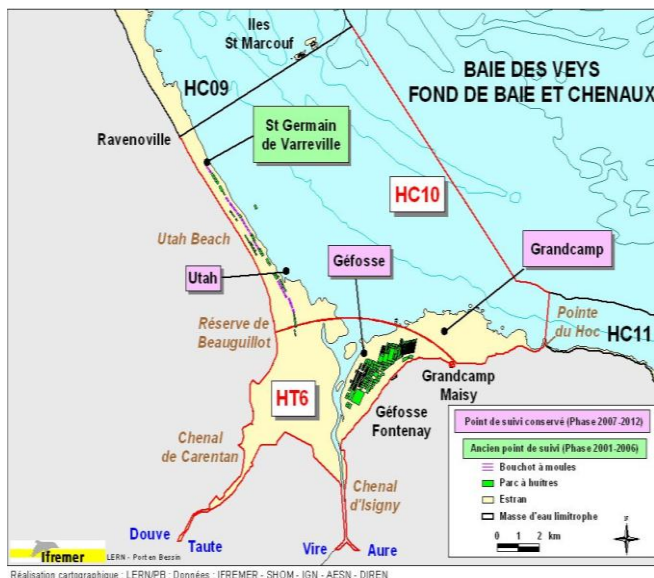 Iles
St Marcouf
BAIE DES VEYS
FOND DE BAIE ET CHENAUX
HC09
St Germain
de Varreville
Ravenoville
HC10
Utah Beach
Grandcamp
Géfosse
Utah
Réserve de
Beauguillot
Pointe
du Hoc
HC11
Grandcamp
Maisy
HT6
Géfosse
Fontenay
Chenal
de Carentan
Chenal
d'Isigny
Douve
Taute
Vire
Aure
Point de suivi conservé (Phase 2007-2012)
Ancien point de suivi (Phase 2001-2006)
Bouchot à moules
Parc à huîtres
Estran
Masse d'eau limitrophe
0 1 2 km
Ifremer
LERN - Port en Bessin
Réalisation cartographique : LERN/PB ; Données : IFREMER - SHOM - IGN - AESN - DIREN